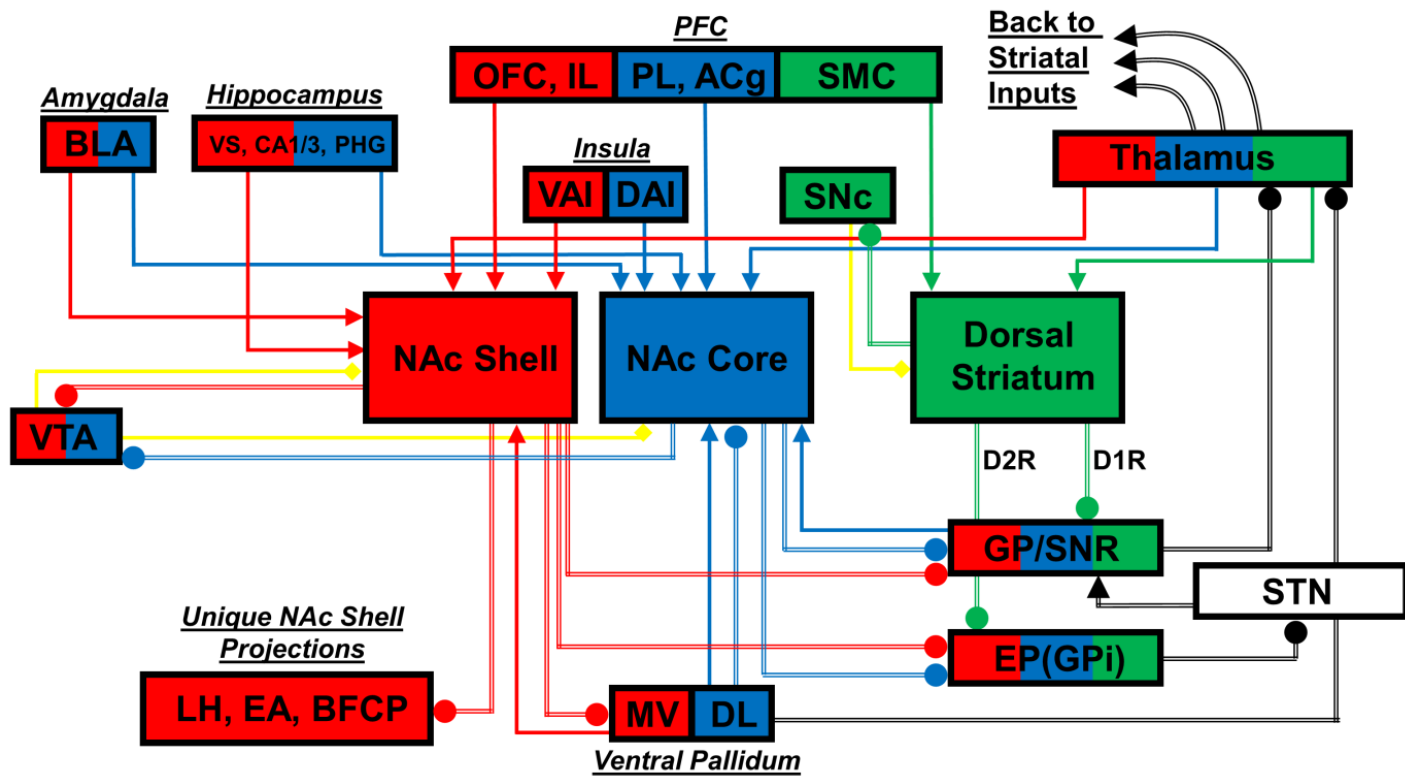 PFC
Back to
Striatal
Inputs
OFC, IL
PL, ACg
SMC
Amygdala
Hippocampus
BLA
VS, CA1/3, PHG
Insula
Thalamus
VAI
DAI
SNc
NAc Shell
NAc Core
Dorsal
Striatum
VTA
D2R
D1R
GP/SNR
STN
Unique NAc Shell
Projections
EP(GPi)
LH, EA, BFCP
MV
DL
Ventral Pallidum